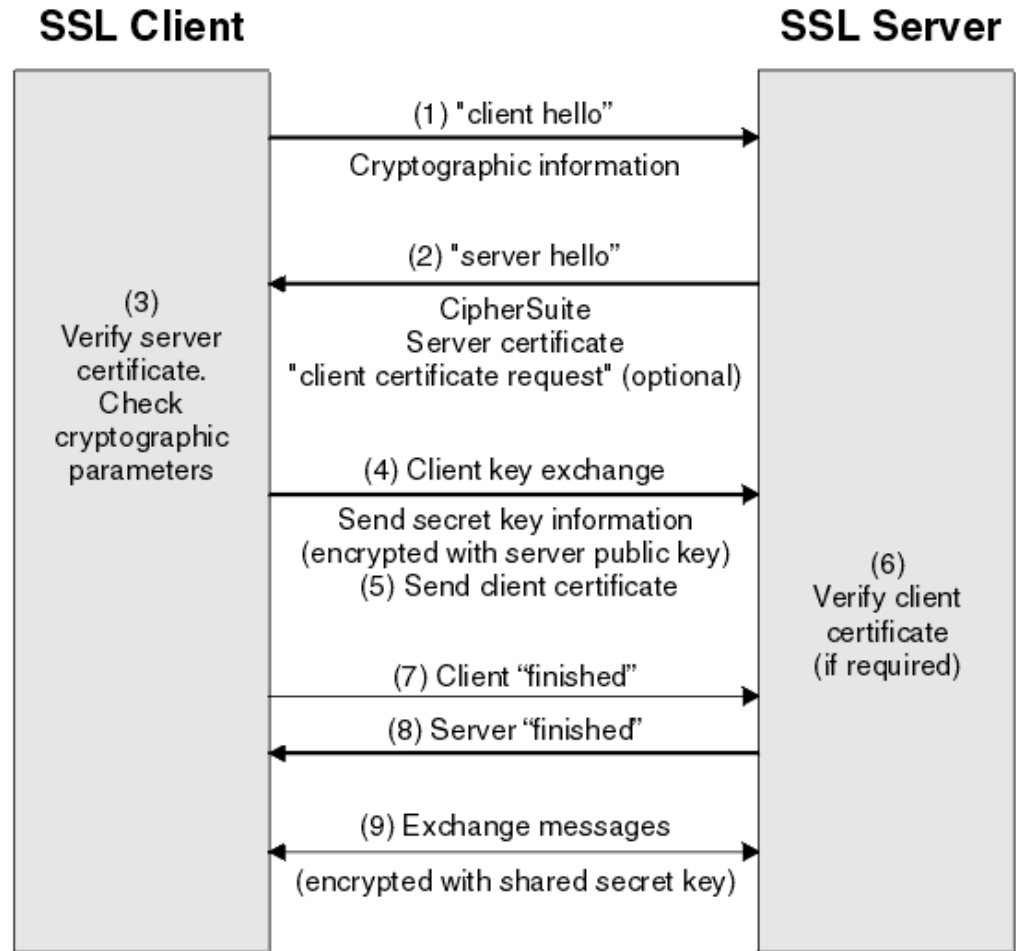 SSL Client
SSL Server
(1) "client hello”
Cryptographic information
(2) "server hello”
CipherSuite
Server certificate
"client certificate request" (optional)
(3)
Verify server
certificate.
Check
cryptographic
parameters
(4) Client key exchange
Send secret key information
(encrypted with server public key)
(5) Send client certificate
(6)
Verify client
certificate
(if required)
(7) Client “finished”
(8) Server “finished”
(9) Exchange messages
(encrypted with shared secret key)